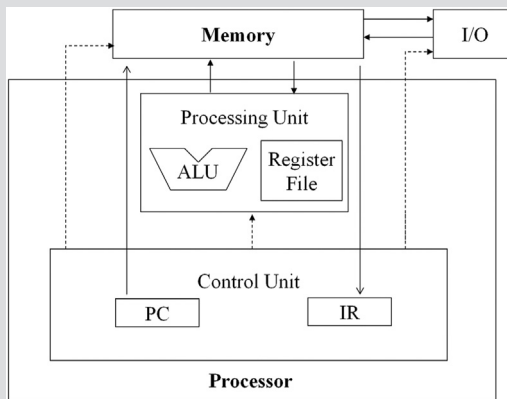 Memory
I/O
Processing Unit
ALU
Register
File
Control Unit
PC
IR
Processor